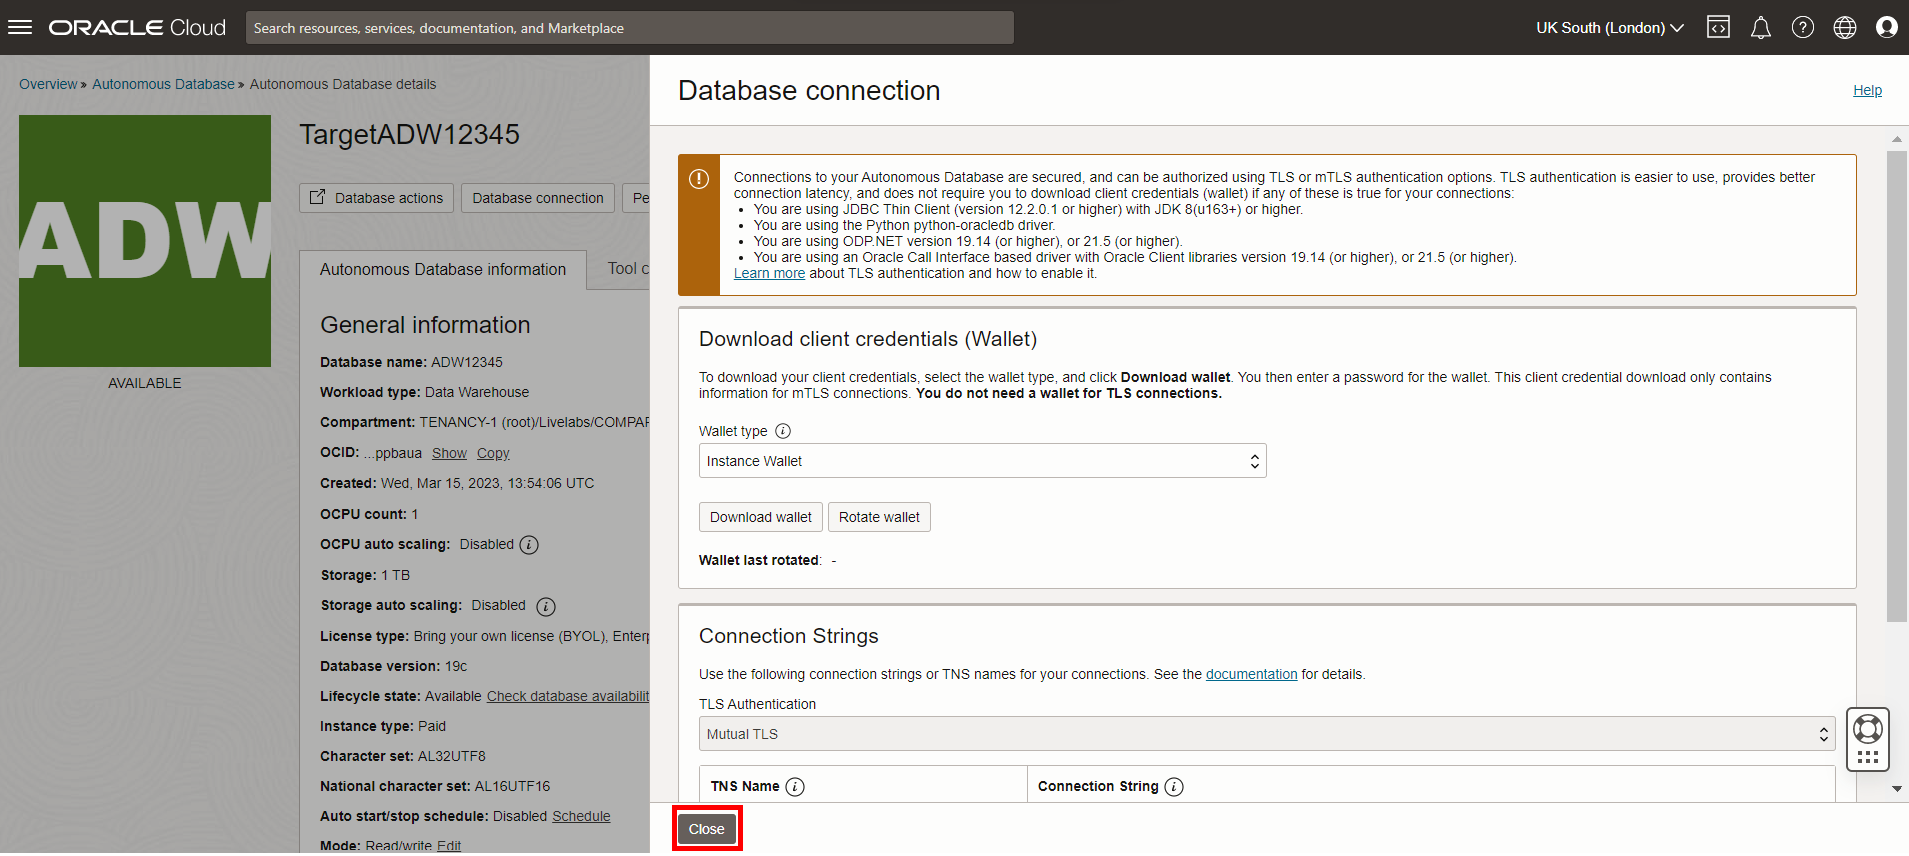 ORACLE Cloud
Search resources, services, documentation, and Marketplace
UK South (London)
Overview » Autonomous Database » Autonomous Database details
ADW
AVAILABLE
TargetADW12345
Database actions
Database connection
Pe
Autonomous Database information
Tool c
General information
Database name: ADW12345
Workload type: Data Warehouse
Compartment: TENANCY-1 (root)/Livelabs/COMPAR
OCID: ...ppbaua Show Copy
Created: Wed, Mar 15, 2023, 13:54:06 UTC
OCPU count: 1
OCPU auto scaling: Disabled
Storage: 1 TB
Storage auto scaling: Disabled
License type: Bring your own license (BYOL), Enterp
Database version: 19c
Lifecycle state: Available Check database availabilit
Instance type: Paid
Character set: AL32UTF8
National character set: AL16UTF16
Auto start/stop schedule: Disabled Schedule
Mode: Read/write Edit
Database connection
Help
Connections to your Autonomous Database are secured, and can be authorized using TLS or mTLS authentication options. TLS authentication is easier to use, provides better
connection latency, and does not require you to download client credentials (wallet) if any of these is true for your connections:
• You are using JDBC Thin Client (version 12.2.0.1 or higher) with JDK 8(u163+) or higher.
• You are using the Python python-oracledb driver.
• You are using ODP.NET version 19.14 (or higher), or 21.5 (or higher).
• You are using an Oracle Call Interface based driver with Oracle Client libraries version 19.14 (or higher), or 21.5 (or higher).
Learn more about TLS authentication and how to enable it.
Download client credentials (Wallet)
To download your client credentials, select the wallet type, and click Download wallet. You then enter a password for the wallet. This client credential download only contains
information for mTLS connections. You do not need a wallet for TLS connections.
Wallet type
Instance Wallet
Download wallet
Rotate wallet
Wallet last rotated: -
Connection Strings
Use the following connection strings or TNS names for your connections. See the documentation for details.
TLS Authentication
Mutual TLS
TNS Name
Connection String
Close